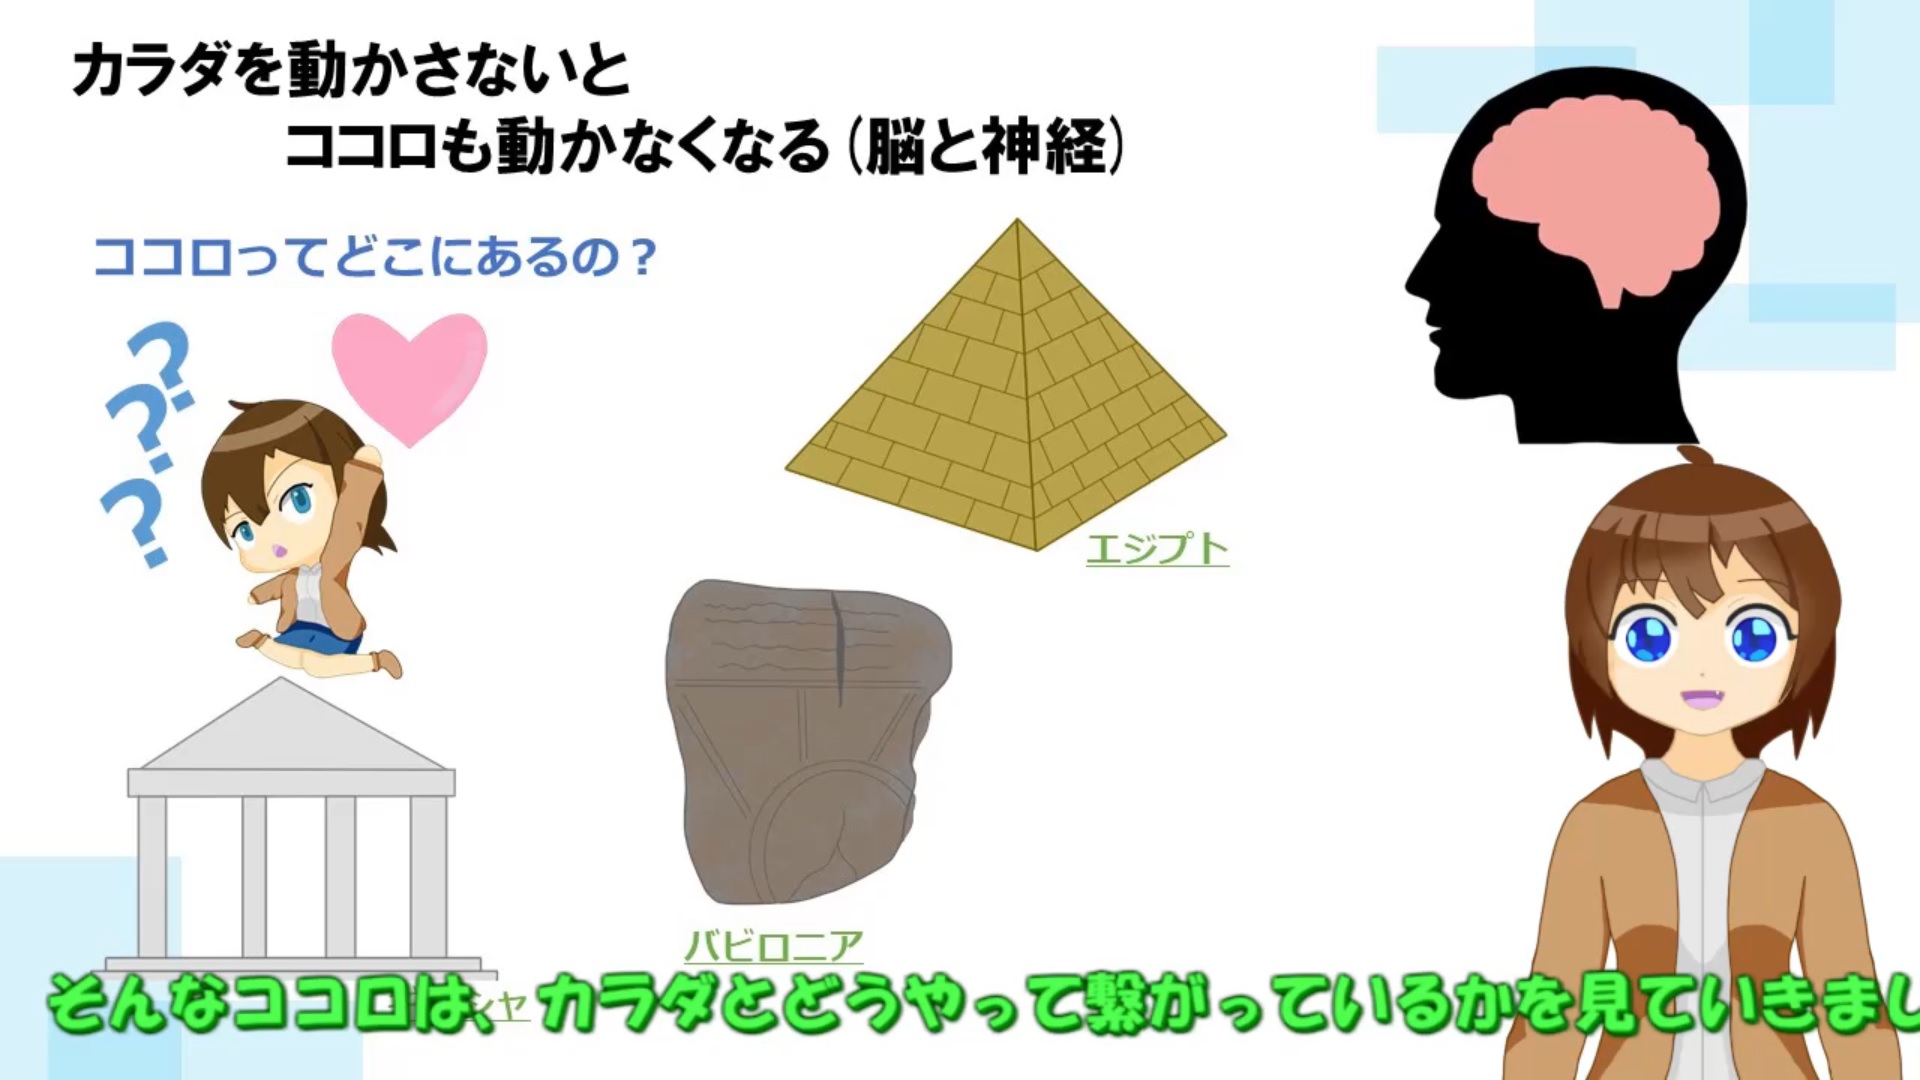 カラダを動かさないと
ココロも動かなくなる(脳と神経)
ココロってどこにあるの？
?
?
?
エジプト
バビロニア
シャ
そんなココロは、カラダとどうやって繋がっているかを見ていきまし